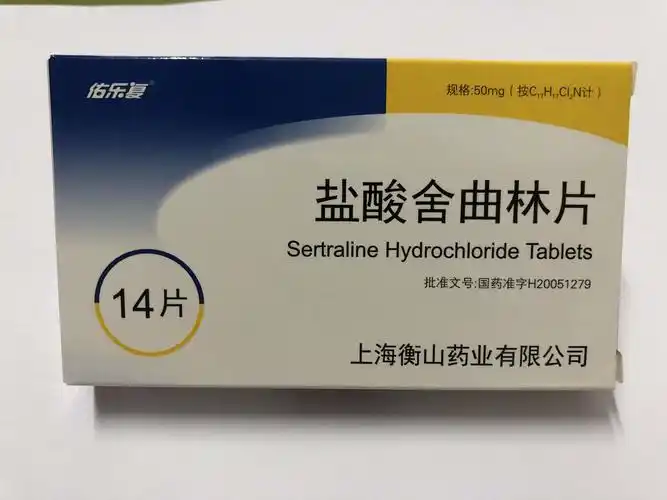 佑乐复®
规格:50mg（按C₁₇H₁₇Cl₂N计）
盐酸舍曲林片
Sertraline Hydrochloride Tablets
批准文号:国药准字H20051279
14片
上海衡山药业有限公司